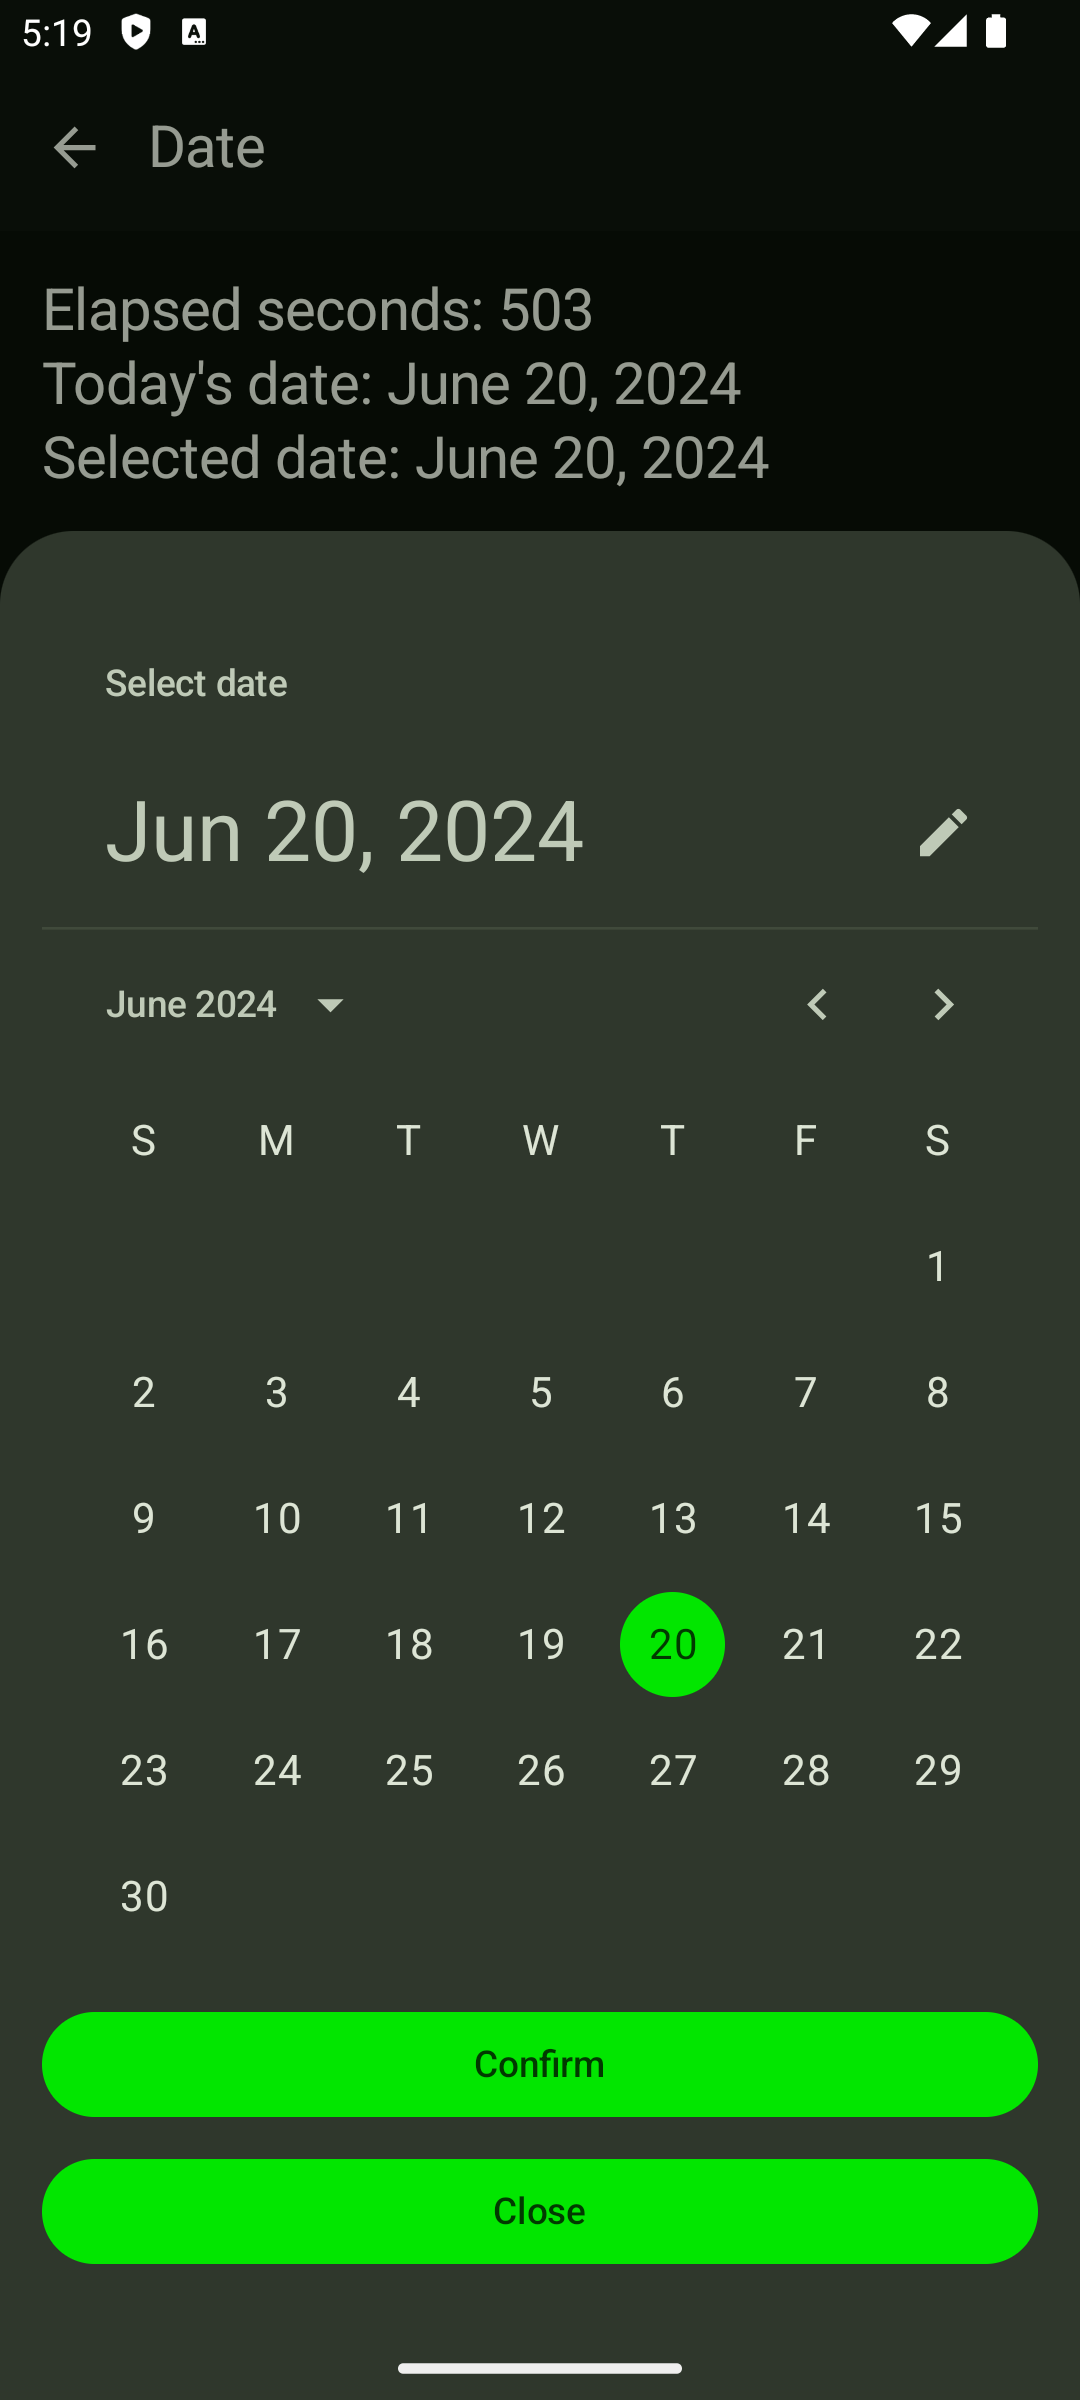 5:19
Date
Elapsed seconds: 503
Today's date: June 20, 2024
Selected date: June 20, 2024
Select date
Jun 20, 2024
June 2024
S M T W T F S
1
2 3 4 5 6 7 8
9 10 11 12 13 14 15
16 17 18 19 20 21 22
23 24 25 26 27 28 29
30
Confirm
Close